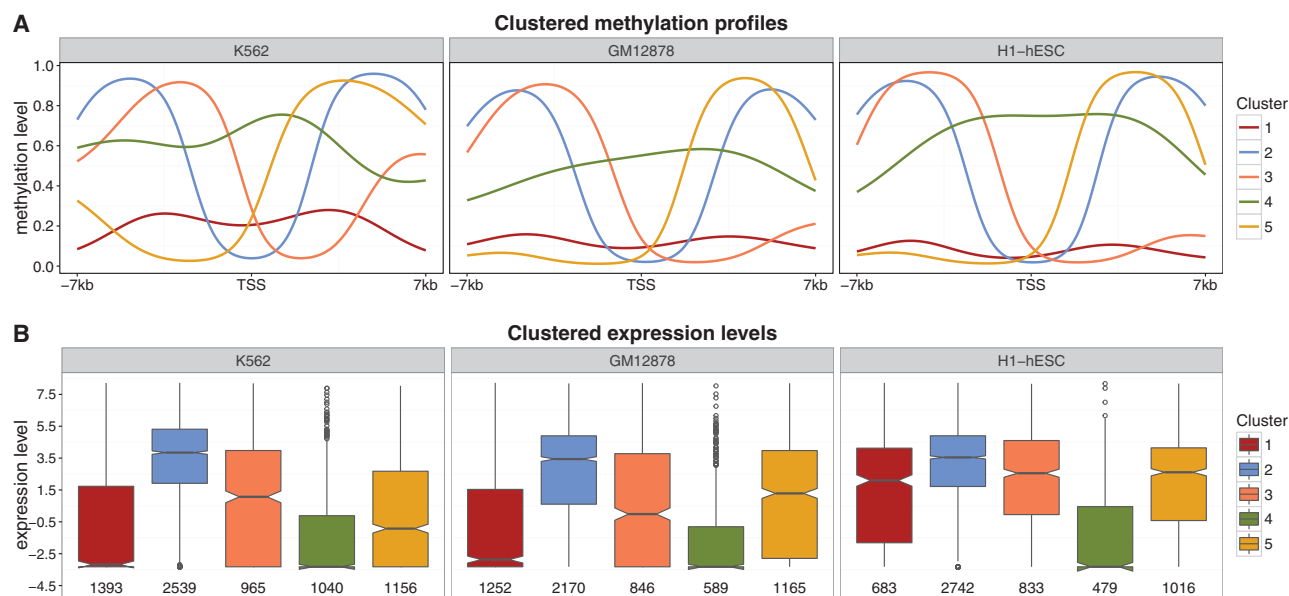 A
Clustered methylation profiles
K562
GM12878
H1−hESC
methylation level
1.0
0.8
0.6
0.4
0.2
0.0
−7kb
TSS
7kb
−7kb
TSS
7kb
−7kb
TSS
7kb
Cluster
1
2
3
4
5
B
Clustered expression levels
K562
GM12878
H1−hESC
expression level
7.5
5.5
3.5
1.5
−0.5
−2.5
−4.5
1393 2539 965 1040 1156
1252 2170 846 589 1165
683 2742 833 479 1016
Cluster
1
2
3
4
5